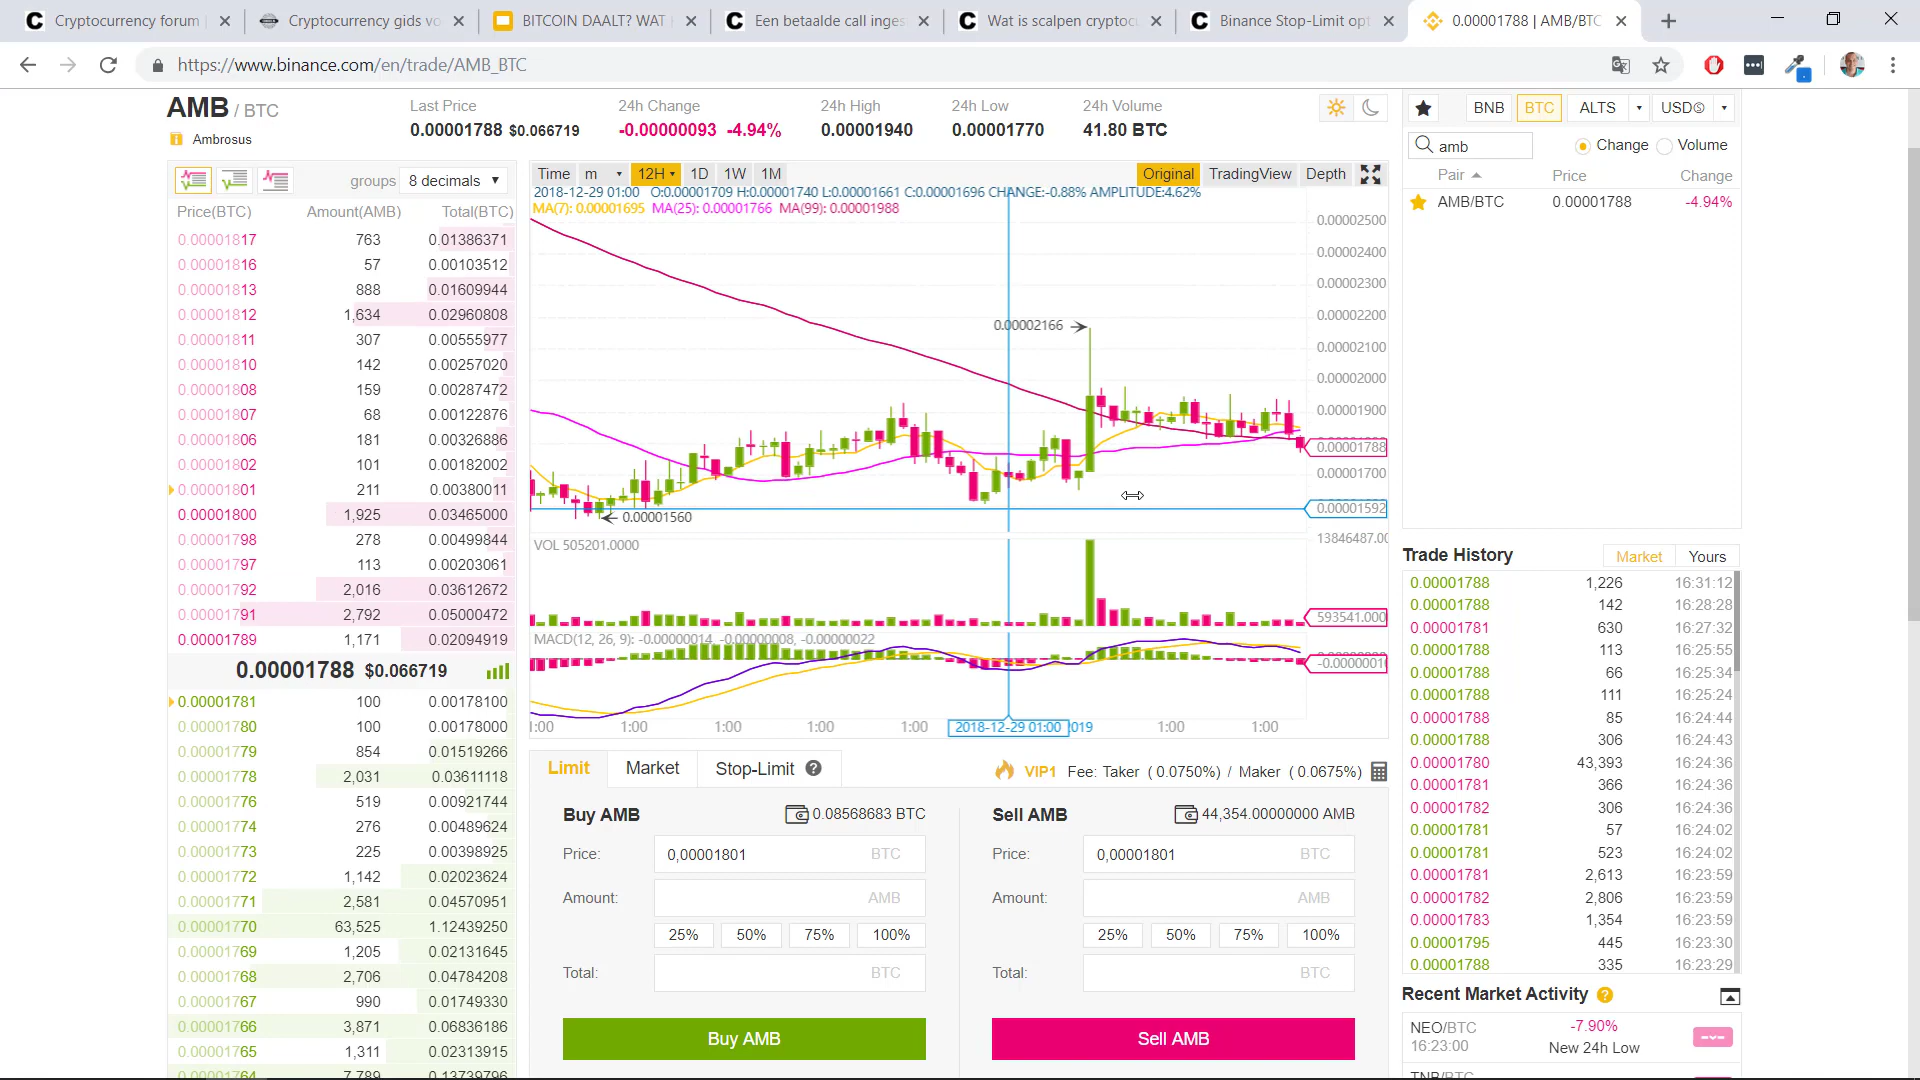 Cryptocurrency forum
Cryptocurrency gids vo
BITCOIN DAALT? WAT
Een betaalde call inges
Wat is scalpen cryptoc
Binance Stop-Limit op
0.00001788 | AMB/BTC
https://www.binance.com/en/trade/AMB_BTC
AMB / BTC
Ambrosus
Last Price
0.00001788 $0.066719
24h Change
-0.00000093 -4.94%
24h High
0.00001940
24h Low
0.00001770
24h Volume
41.80 BTC
groups 8 decimals
Price(BTC) Amount(AMB) Total(BTC)
0.00001817 763 0.01386371
0.00001816 57 0.00103512
0.00001813 888 0.01609944
0.00001812 1,634 0.02960808
0.00001811 307 0.00555977
0.00001810 142 0.00257020
0.00001808 159 0.00287472
0.00001807 68 0.00122876
0.00001806 181 0.00326886
0.00001802 101 0.00182002
0.00001801 211 0.00380011
0.00001800 1,925 0.03465000
0.00001798 278 0.00499844
0.00001797 113 0.00203061
0.00001792 2,016 0.03612672
0.00001791 2,792 0.05000472
0.00001789 1,171 0.02094919
0.00001788 $0.066719
0.00001781 100 0.00178100
0.00001780 100 0.00178000
0.00001779 854 0.01519266
0.00001778 2,031 0.03611118
0.00001776 519 0.00921744
0.00001774 276 0.00489624
0.00001773 225 0.00398925
0.00001772 1,142 0.02023624
0.00001771 2,581 0.04570951
0.00001770 63,525 1.12439250
0.00001769 1,205 0.02131645
0.00001768 2,706 0.04784208
0.00001767 990 0.01749330
0.00001766 3,871 0.06836186
0.00001765 1,311 0.02313915
0.00001764 7,789 0.13739796
Time m 12H 1D 1W 1M Original TradingView Depth
2018-12-29 01:00 O:0.00001709 H:0.00001740 L:0.00001661 C:0.00001696 CHANGE:-0.88% AMPLITUDE:4.62%
MA(7): 0.00001695 MA(25): 0.00001766 MA(99): 0.00001988
0.00002500
0.00002400
0.00002300
0.00002200
0.00002166
0.00002100
0.00002000
0.00001900
0.00001788
0.00001700
0.00001592
0.00001560
VOL 505201.0000
13846487.00
593541.000
MACD(12, 26, 9): -0.00000014, -0.00000008, -0.00000022
-0.0000001
1:00 1:00 1:00 1:00 1:00 2018-12-29 01:00 2019 1:00 1:00
Limit Market Stop-Limit ?
VIP1 Fee: Taker ( 0.0750%) / Maker ( 0.0675%)
Buy AMB 0.08568683 BTC
Price: 0,00001801 BTC
Amount: AMB
25% 50% 75% 100%
Total: BTC
Buy AMB
Sell AMB 44,354.00000000 AMB
Price: 0,00001801 BTC
Amount: AMB
25% 50% 75% 100%
Total: BTC
Sell AMB
BNB BTC ALTS USDⓈ
amb Change Volume
Pair Price Change
AMB/BTC 0.00001788 -4.94%
Trade History Market Yours
0.00001788 1,226 16:31:12
0.00001788 142 16:28:28
0.00001781 630 16:27:32
0.00001788 113 16:25:55
0.00001788 66 16:25:34
0.00001788 111 16:25:24
0.00001788 85 16:24:44
0.00001788 306 16:24:43
0.00001780 43,393 16:24:36
0.00001781 366 16:24:36
0.00001782 306 16:24:36
0.00001781 57 16:24:02
0.00001781 523 16:24:02
0.00001781 2,613 16:23:59
0.00001782 2,806 16:23:59
0.00001783 1,354 16:23:59
0.00001795 445 16:23:30
0.00001788 335 16:23:29
Recent Market Activity ?
NEO/BTC -7.90%
16:23:00 New 24h Low
TNB/BTC